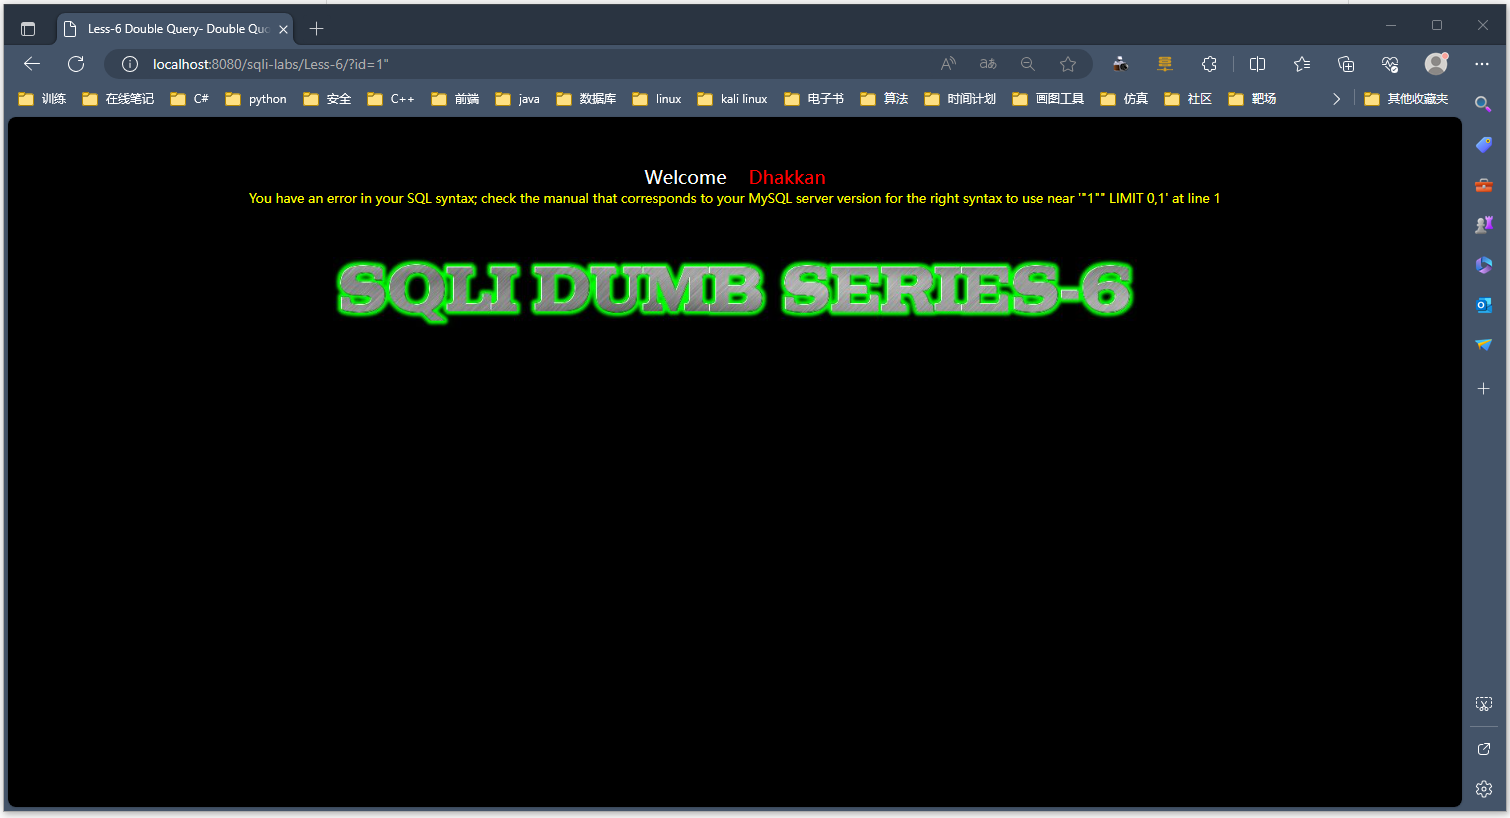 Less-6 Double Query- Double Quo
localhost:8080/sqli-labs/Less-6/?id=1"
训练 在线笔记 C# python 安全 C++ 前端 java 数据库 linux kali linux 电子书 算法 时间计划 画图工具 仿真 社区 靶场 其他收藏夹
Welcome Dhakkan
You have an error in your SQL syntax; check the manual that corresponds to your MySQL server version for the right syntax to use near '"1"" LIMIT 0,1' at line 1
SQLI DUMB SERIES-6